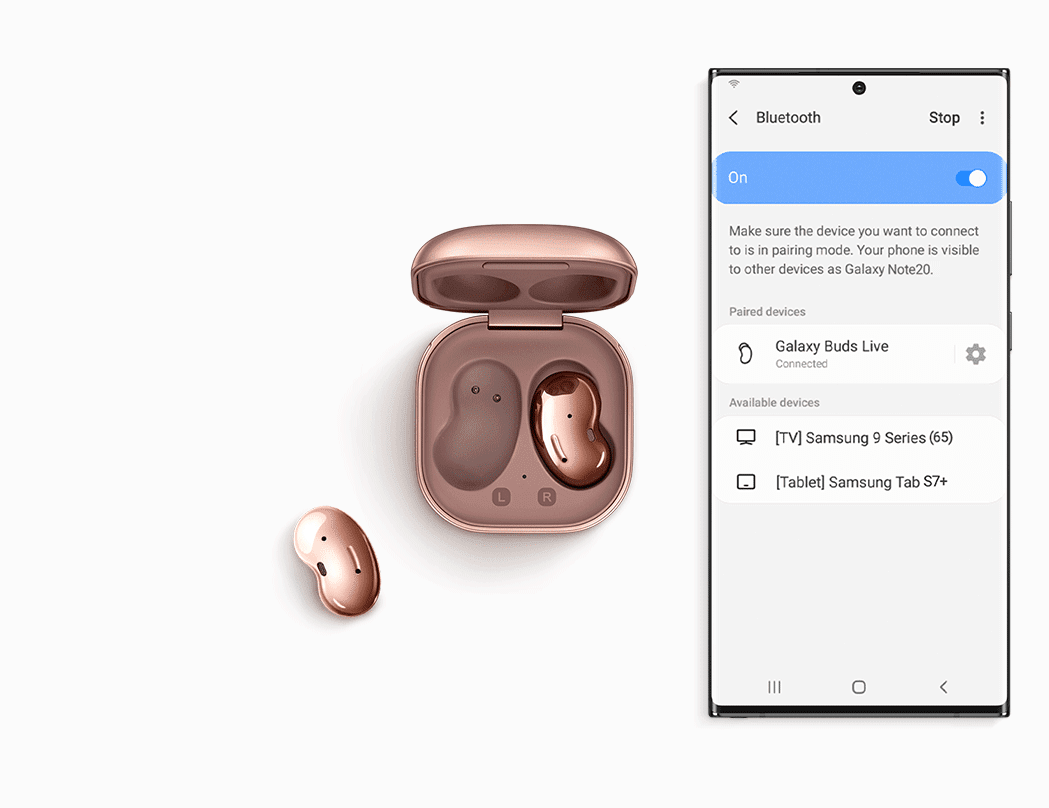 Bluetooth
Stop
On
Make sure the device you want to connect
to is in pairing mode. Your phone is visible
to other devices as Galaxy Note20.
Paired devices
Galaxy Buds Live
Connected
Available devices
[TV] Samsung 9 Series (65)
[Tablet] Samsung Tab S7+
L
R